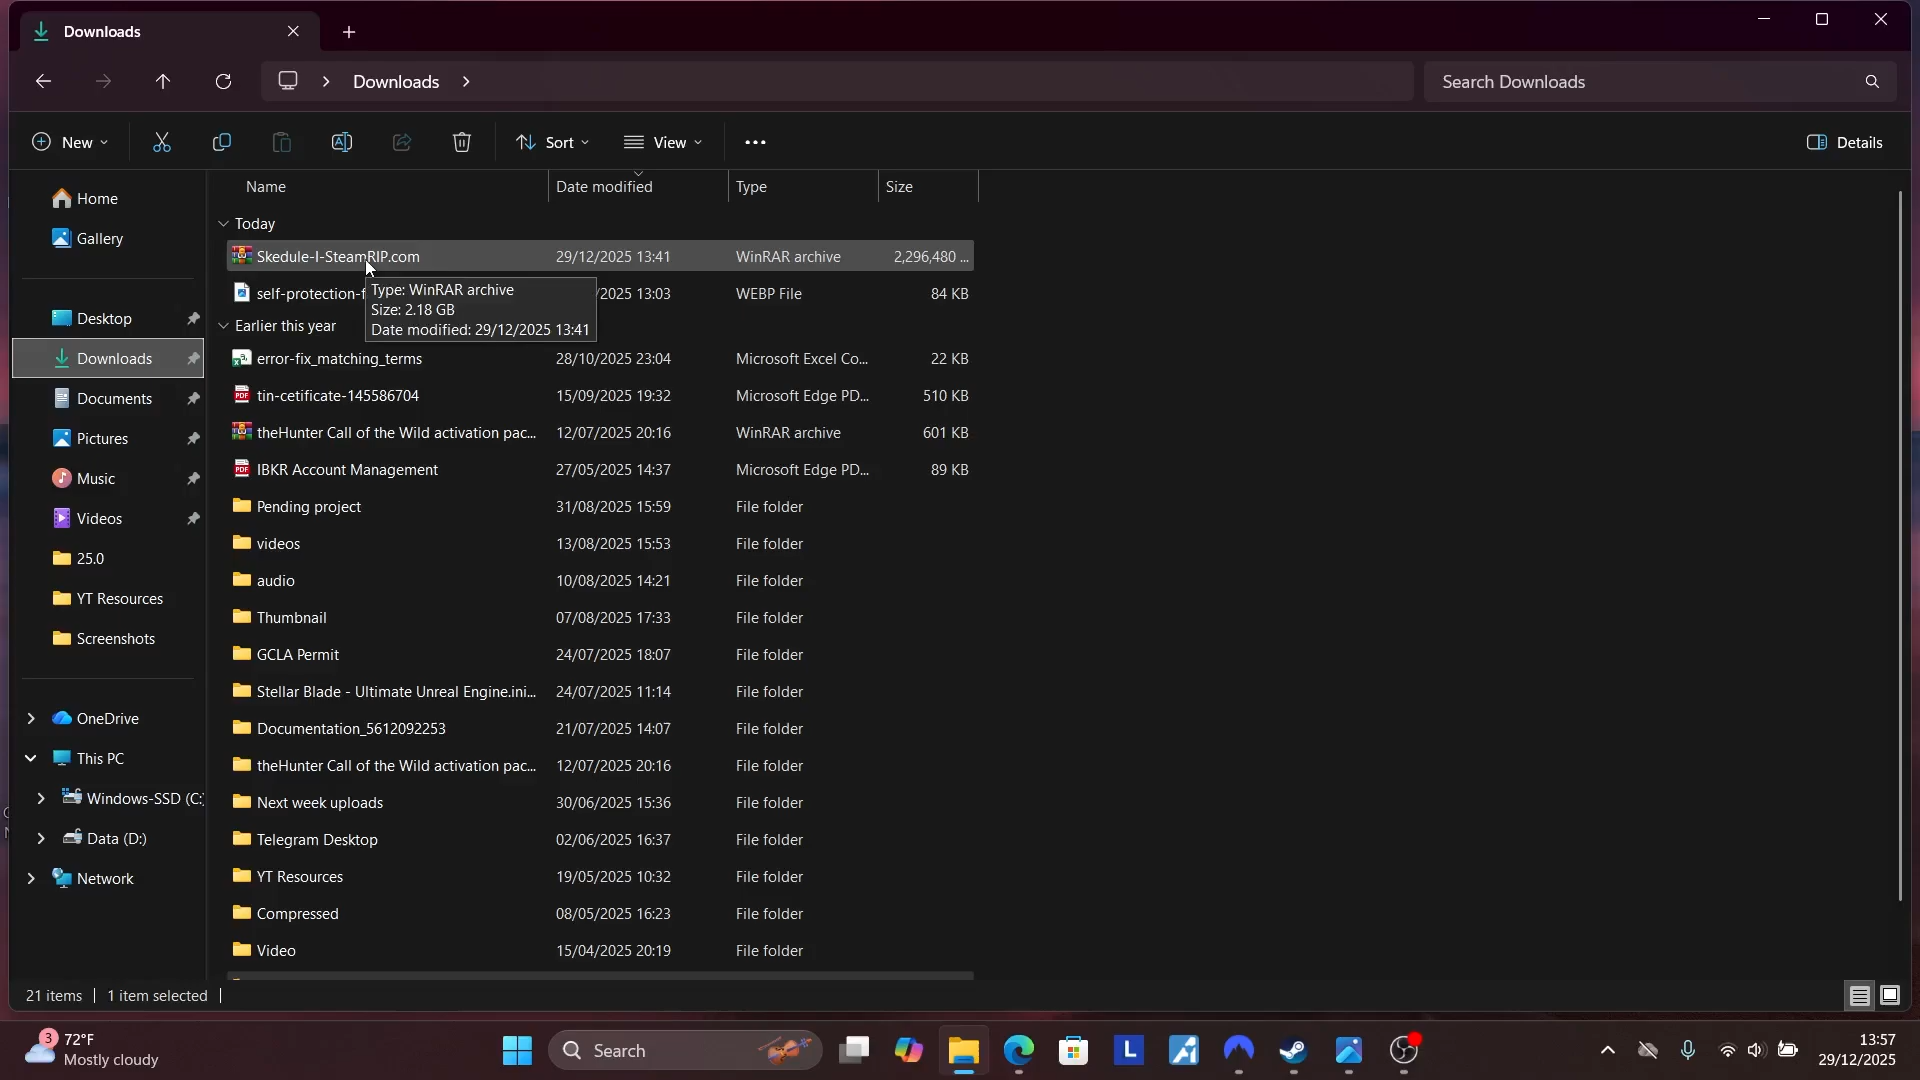 Downloads
Downloads
Search Downloads
New
Sort
View
Details
Name
Date modified
Type
Size
Home
Gallery
Desktop
Downloads
Documents
Pictures
Music
Videos
25.0
YT Resources
Screenshots
OneDrive
This PC
Windows-SSD (C:
Data (D:)
Network
Today
Skedule-I-SteamRIP.com 29/12/2025 13:41 WinRAR archive 2,296,480 ...
self-protection-f /2025 13:03 WEBP File 84 KB
Type: WinRAR archive
Size: 2.18 GB
Date modified: 29/12/2025 13:41
Earlier this year
error-fix_matching_terms 28/10/2025 23:04 Microsoft Excel Co... 22 KB
tin-cetificate-145586704 15/09/2025 19:32 Microsoft Edge PD... 510 KB
theHunter Call of the Wild activation pac... 12/07/2025 20:16 WinRAR archive 601 KB
IBKR Account Management 27/05/2025 14:37 Microsoft Edge PD... 89 KB
Pending project 31/08/2025 15:59 File folder
videos 13/08/2025 15:53 File folder
audio 10/08/2025 14:21 File folder
Thumbnail 07/08/2025 17:33 File folder
GCLA Permit 24/07/2025 18:07 File folder
Stellar Blade - Ultimate Unreal Engine.ini... 24/07/2025 11:14 File folder
Documentation_5612092253 21/07/2025 14:07 File folder
theHunter Call of the Wild activation pac... 12/07/2025 20:16 File folder
Next week uploads 30/06/2025 15:36 File folder
Telegram Desktop 02/06/2025 16:37 File folder
YT Resources 19/05/2025 10:32 File folder
Compressed 08/05/2025 16:23 File folder
Video 15/04/2025 20:19 File folder
21 items
1 item selected
3
72°F
Mostly cloudy
Search
L
13:57
29/12/2025